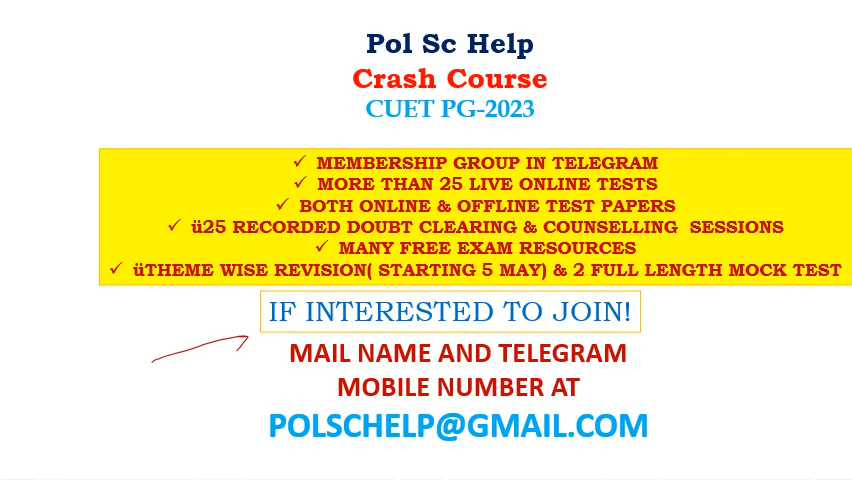 Pol Sc Help
Crash Course
CUET PG-2023
✓ MEMBERSHIP GROUP IN TELEGRAM
✓ MORE THAN 25 LIVE ONLINE TESTS
✓ BOTH ONLINE & OFFLINE TEST PAPERS
✓ ü25 RECORDED DOUBT CLEARING & COUNSELLING SESSIONS
✓ MANY FREE EXAM RESOURCES
✓ üTHEME WISE REVISION( STARTING 5 MAY) & 2 FULL LENGTH MOCK TEST
IF INTERESTED TO JOIN!
MAIL NAME AND TELEGRAM
MOBILE NUMBER AT
POLSCHELP@GMAIL.COM